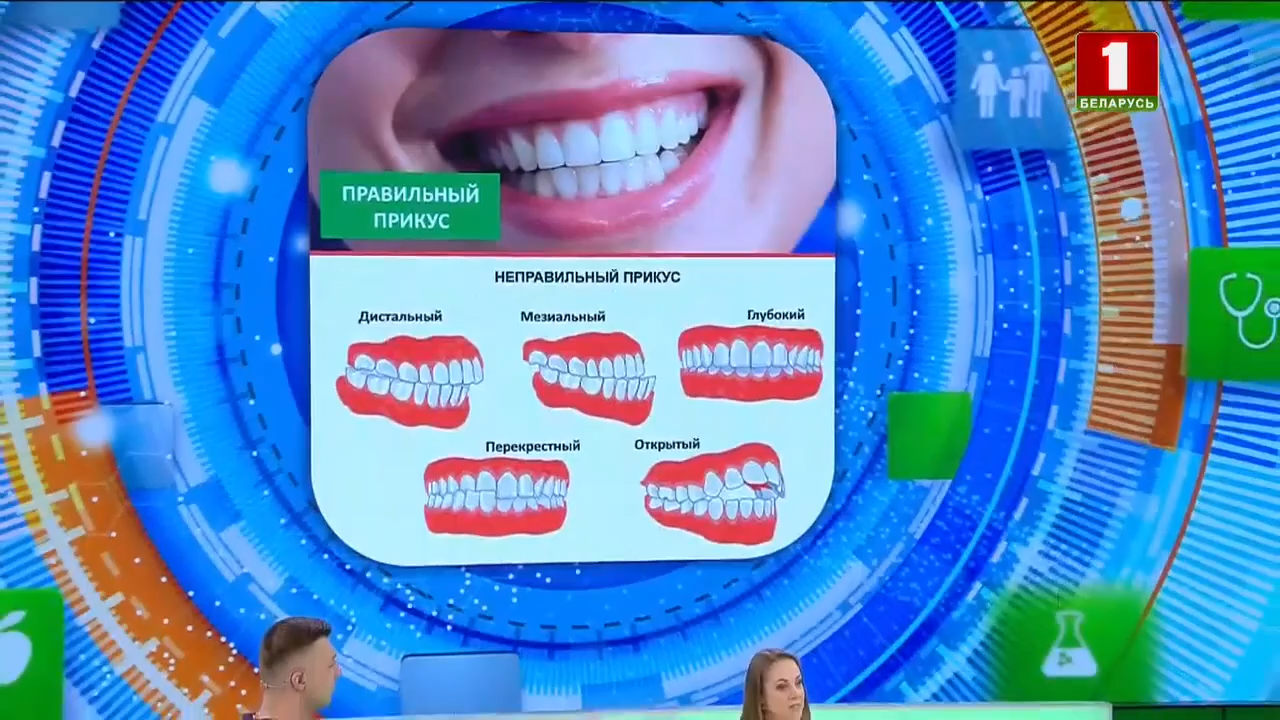 1
БЕЛАРУСЬ
ПРАВИЛЬНЫЙ
ПРИКУС
НЕПРАВИЛЬНЫЙ ПРИКУС
Дистальный
Мезиальный
Глубокий
Перекрестный
Открытый